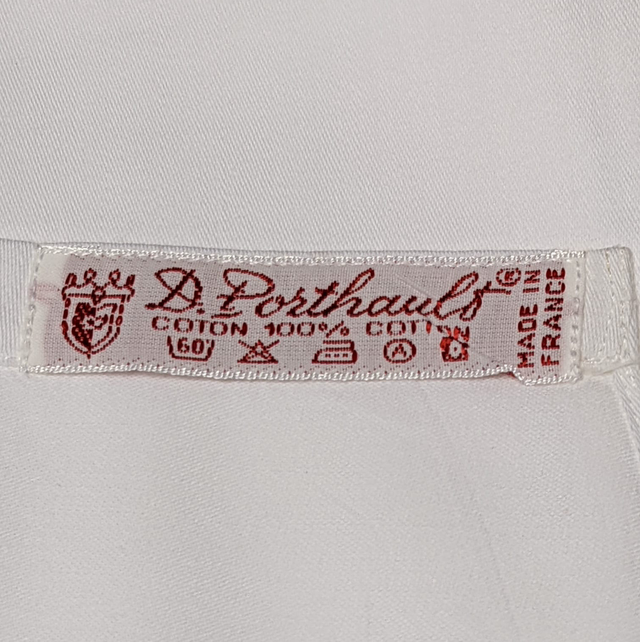 D. Porthault®
COTON 100% COTTON
60° A
MADE IN
FRANCE